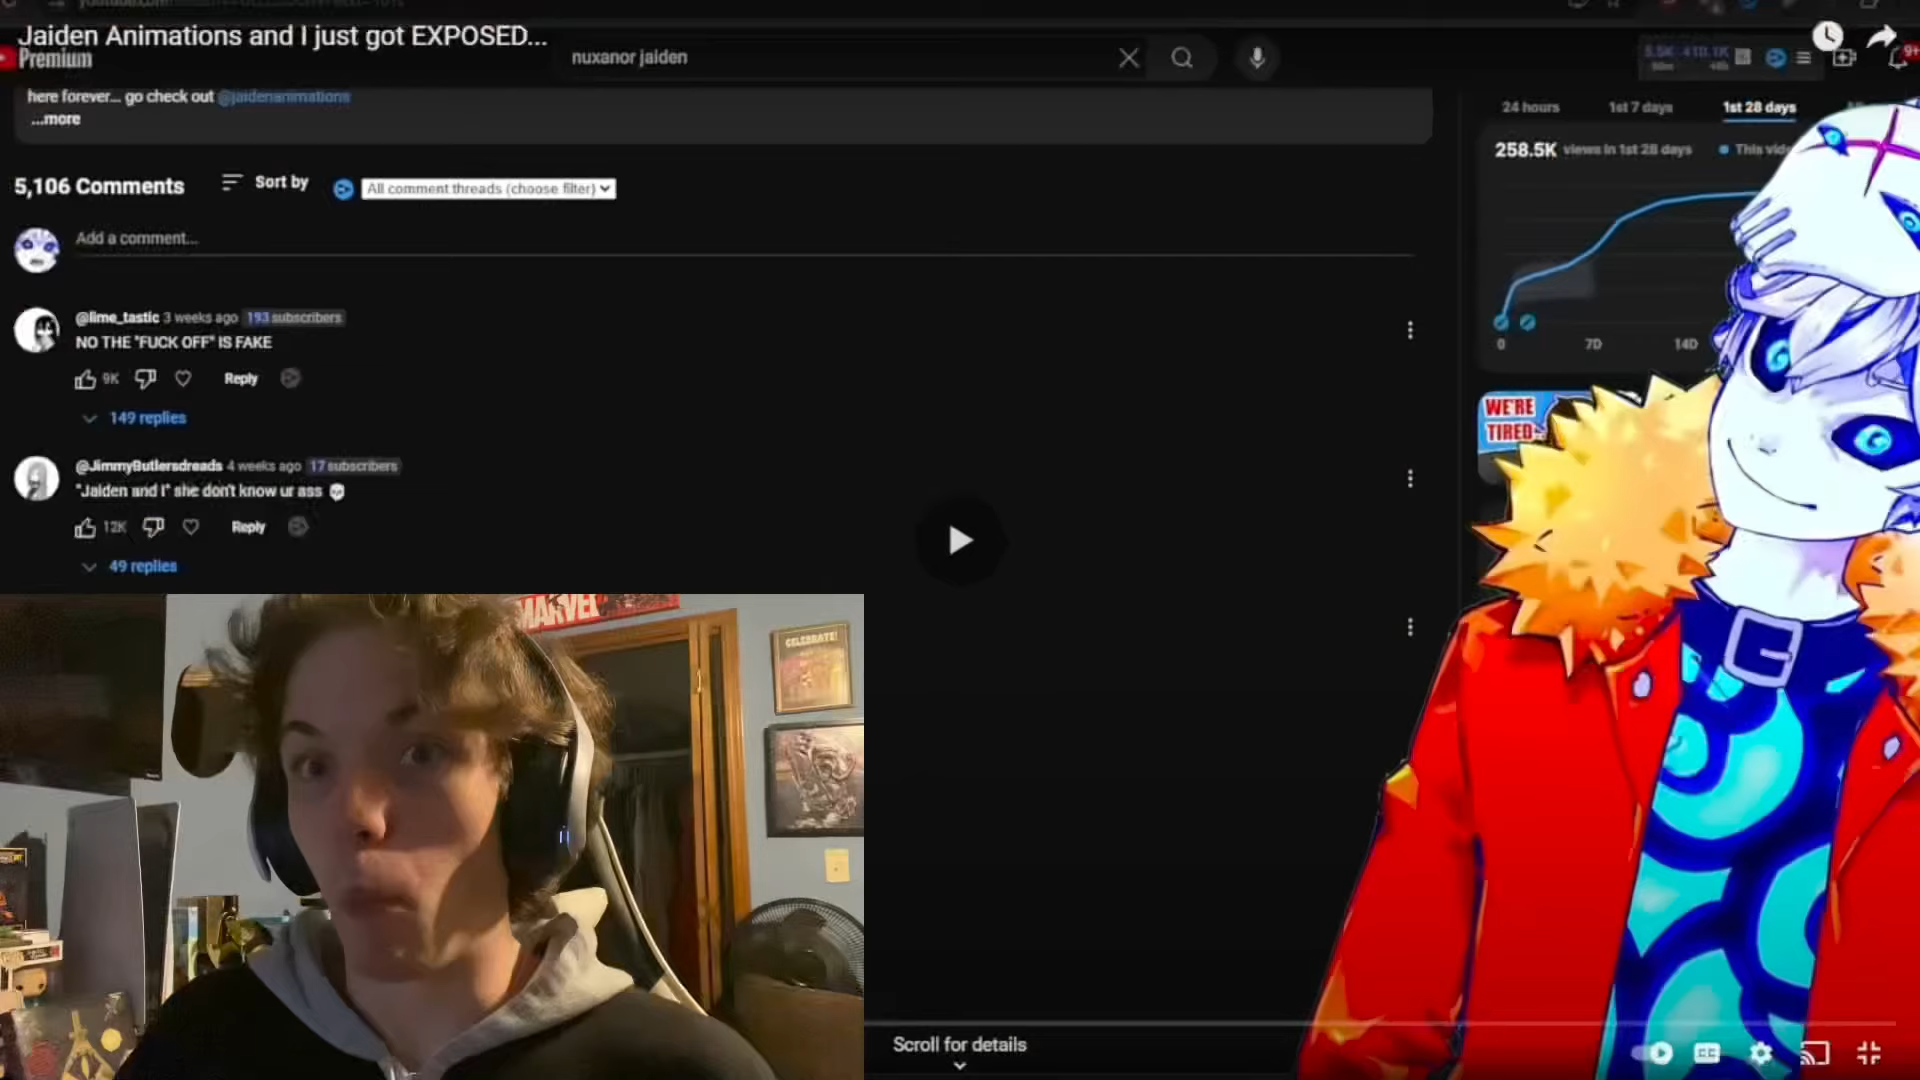 Jaiden Animations and I just got EXPOSED...
Premium
nuxanor jaiden
9+
here forever... go check out @jaidenanimations
...more
24 hours
1st 7 days
1st 28 days
258.5K views in 1st 28 days
5,106 Comments
Sort by
All comment threads (choose filter)
Add a comment...
@lime_tastic 3 weeks ago 193 subscribers
NO THE "FUCK OFF" IS FAKE
9K
Reply
149 replies
0
7D
14D
WE'RE
TIRED
@JimmyButlersdreads 4 weeks ago 17 subscribers
"Jaiden and I" she don't know ur ass
12K
Reply
49 replies
MARVEL
CELEBRATE!
Scroll for details
CC